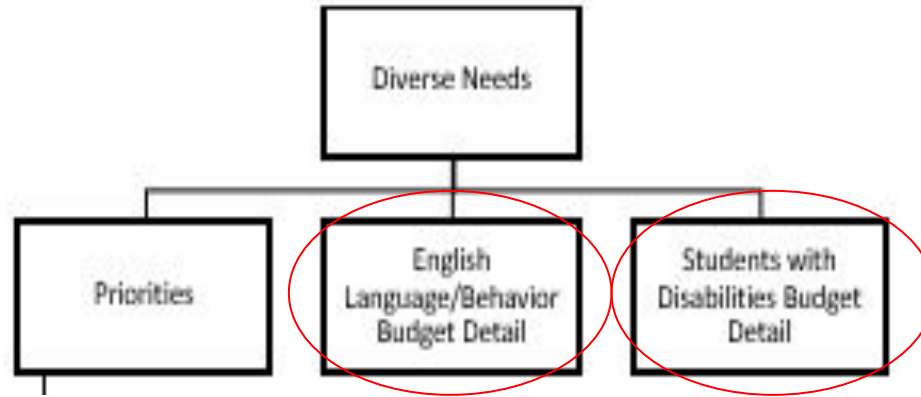 Diverse Needs
Priorities
English
Language/Behavior
Budget Detail
Students with
Disabilities Budget
Detail